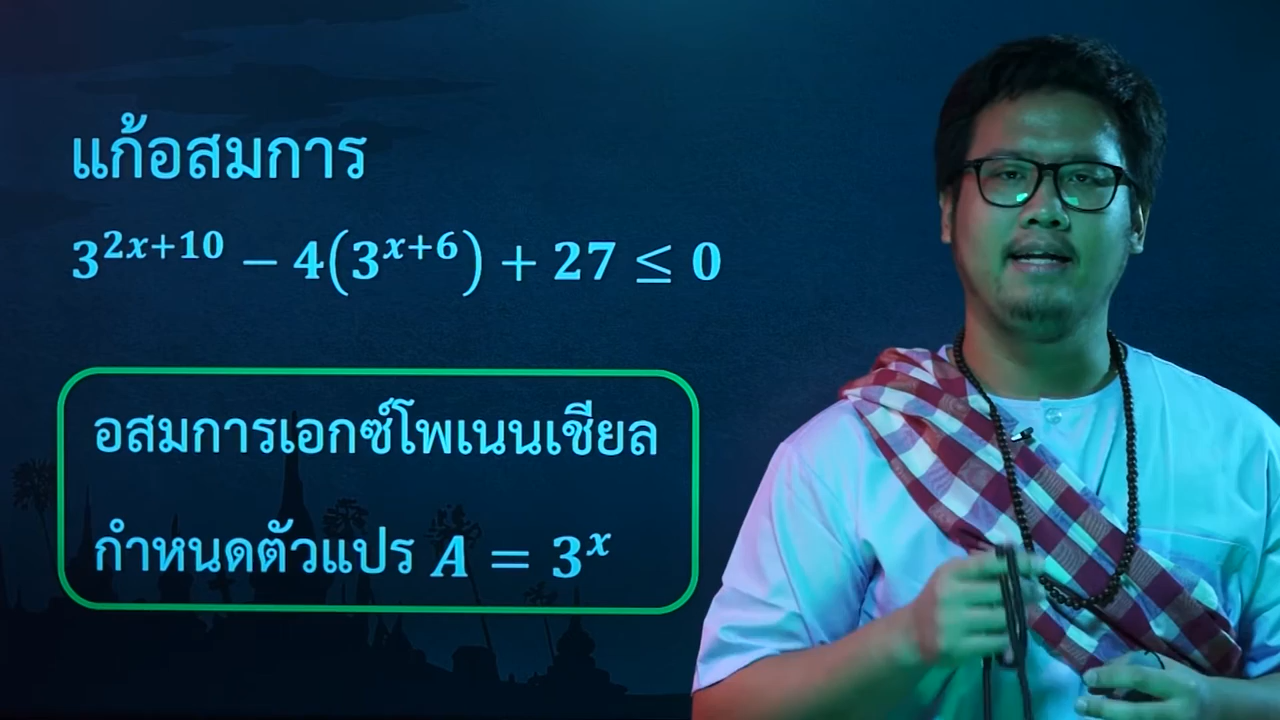 แก้อสมการ
3^{2x+10} − 4(3^{x+6}) + 27 ≤ 0
อสมการเอกซ์โพเนนเชียล
กำหนดตัวแปร A = 3^x